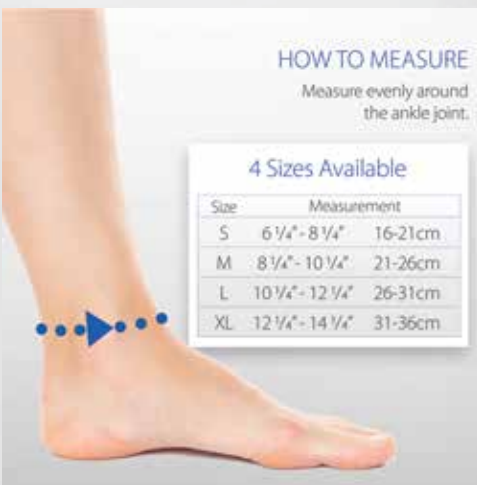 HOW TO MEASURE
Measure evenly around
the ankle joint.
4 Sizes Available
Size Measurement
S 6 1/4" - 8 1/4" 16-21cm
M 8 1/4" - 10 1/4" 21-26cm
L 10 1/4" - 12 1/4" 26-31cm
XL 12 1/4" - 14 1/4" 31-36cm